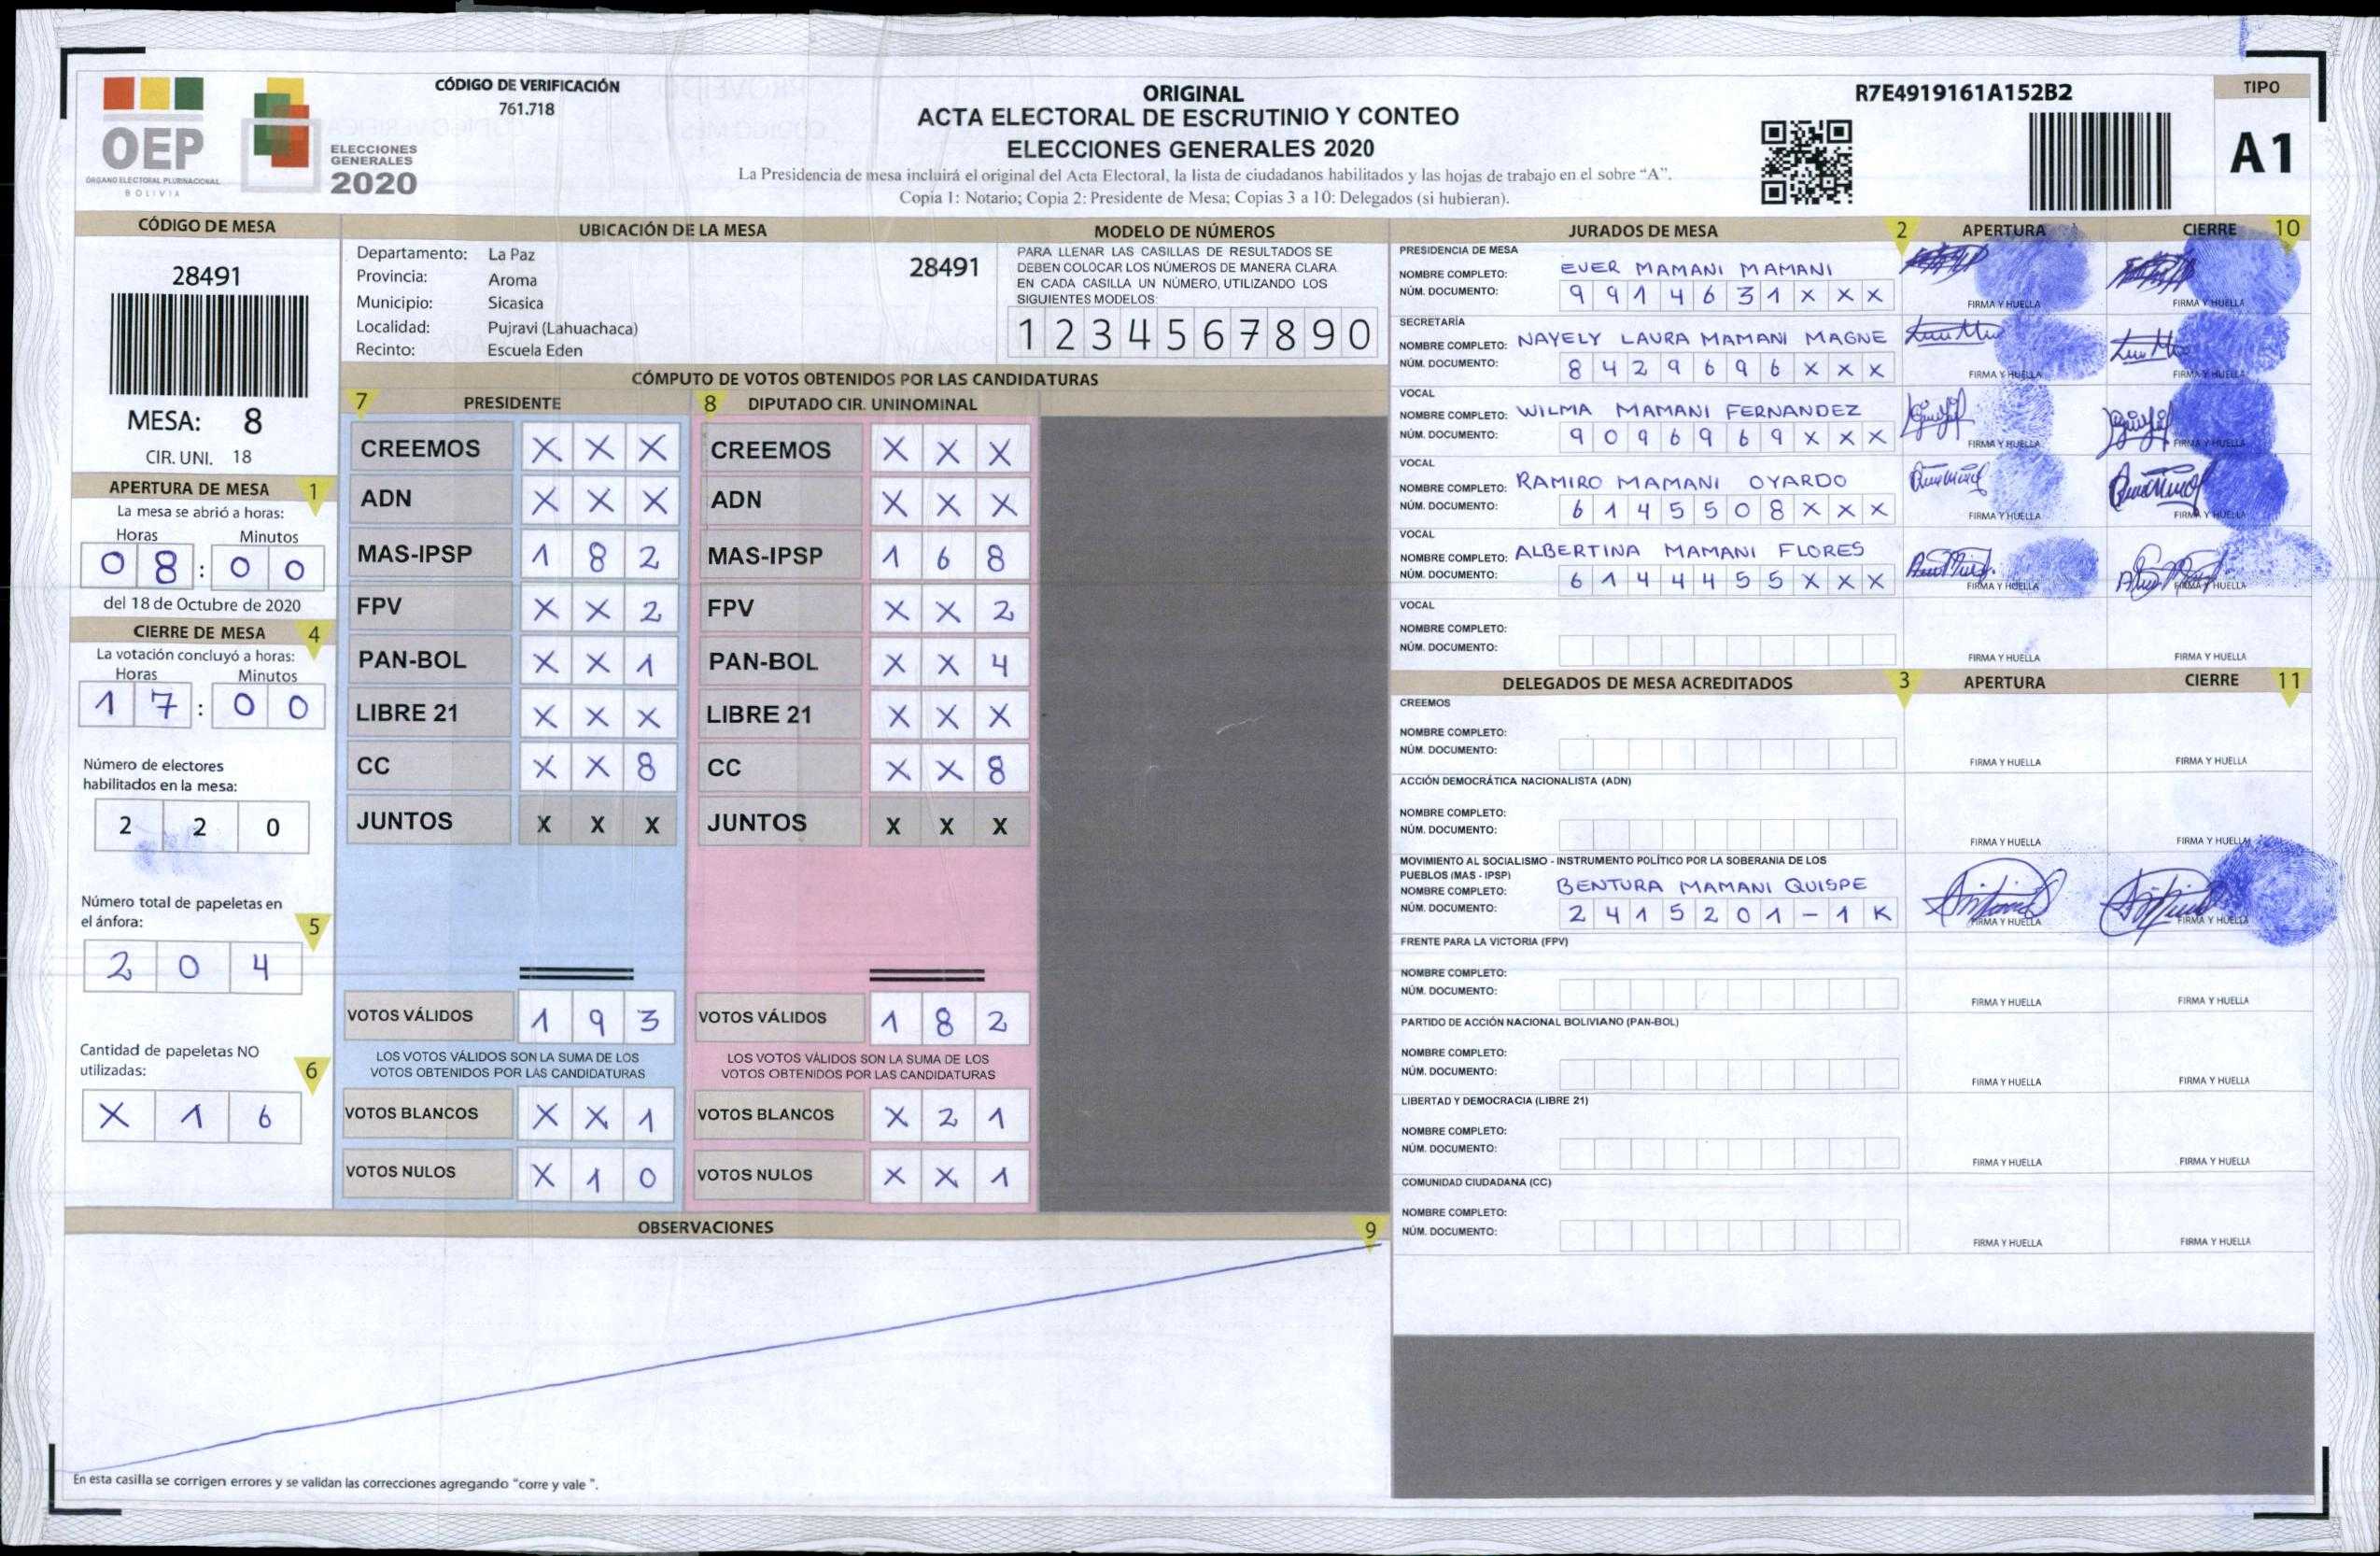 OEP
ÓRGANO ELECTORAL PLURINACIONAL
BOLIVIA
ELECCIONES
GENERALES
2020
CÓDIGO DE VERIFICACIÓN
761.718
ORIGINAL
ACTA ELECTORAL DE ESCRUTINIO Y CONTEO
ELECCIONES GENERALES 2020
La Presidencia de mesa incluirá el original del Acta Electoral, la lista de ciudadanos habilitados y las hojas de trabajo en el sobre “A”.
Copia 1: Notario; Copia 2: Presidente de Mesa; Copias 3 a 10: Delegados (si hubieran).
R7E4919161A152B2
TIPO
A1
CÓDIGO DE MESA
28491
MESA: 8
CIR. UNI. 18
APERTURA DE MESA 1
La mesa se abrió a horas:
Horas Minutos
0 8 : 0 0
del 18 de Octubre de 2020
CIERRE DE MESA 4
La votación concluyó a horas:
Horas Minutos
1 7 : 0 0
Número de electores
habilitados en la mesa:
2 2 0
Número total de papeletas en
el ánfora: 5
2 0 4
Cantidad de papeletas NO
utilizadas: 6
X 1 6
UBICACIÓN DE LA MESA
Departamento: La Paz
Provincia: Aroma
Municipio: Sicasica
Localidad: Pujravi (Lahuachaca)
Recinto: Escuela Eden
28491
MODELO DE NÚMEROS
PARA LLENAR LAS CASILLAS DE RESULTADOS SE
DEBEN COLOCAR LOS NÚMEROS DE MANERA CLARA
EN CADA CASILLA UN NÚMERO, UTILIZANDO LOS
SIGUIENTES MODELOS:
1 2 3 4 5 6 7 8 9 0
CÓMPUTO DE VOTOS OBTENIDOS POR LAS CANDIDATURAS
7 PRESIDENTE
CREEMOS X X X
ADN X X X
MAS-IPSP 1 8 2
FPV X X 2
PAN-BOL X X 1
LIBRE 21 X X X
CC X X 8
JUNTOS X X X
VOTOS VÁLIDOS 1 9 3
LOS VOTOS VÁLIDOS SON LA SUMA DE LOS
VOTOS OBTENIDOS POR LAS CANDIDATURAS
VOTOS BLANCOS X X 1
VOTOS NULOS X 1 0
8 DIPUTADO CIR. UNINOMINAL
CREEMOS X X X
ADN X X X
MAS-IPSP 1 6 8
FPV X X 2
PAN-BOL X X 4
LIBRE 21 X X X
CC X X 8
JUNTOS X X X
VOTOS VÁLIDOS 1 8 2
LOS VOTOS VÁLIDOS SON LA SUMA DE LOS
VOTOS OBTENIDOS POR LAS CANDIDATURAS
VOTOS BLANCOS X 2 1
VOTOS NULOS X X 1
OBSERVACIONES 9
En esta casilla se corrigen errores y se validan las correcciones agregando "corre y vale ".
JURADOS DE MESA 2 APERTURA CIERRE 10
PRESIDENCIA DE MESA
NOMBRE COMPLETO: EVER MAMANI MAMANI
NÚM. DOCUMENTO: 9 9 1 4 6 3 1 X X X
FIRMA Y HUELLA FIRMA Y HUELLA
SECRETARÍA
NOMBRE COMPLETO: NAYELY LAURA MAMANI MAGNE
NÚM. DOCUMENTO: 8 4 2 9 6 9 6 X X X
FIRMA Y HUELLA FIRMA Y HUELLA
VOCAL
NOMBRE COMPLETO: WILMA MAMANI FERNANDEZ
NÚM. DOCUMENTO: 9 0 9 6 9 6 9 X X X
FIRMA Y HUELLA FIRMA Y HUELLA
VOCAL
NOMBRE COMPLETO: RAMIRO MAMANI OYARDO
NÚM. DOCUMENTO: 6 1 4 5 5 0 8 X X X
FIRMA Y HUELLA FIRMA Y HUELLA
VOCAL
NOMBRE COMPLETO: ALBERTINA MAMANI FLORES
NÚM. DOCUMENTO: 6 1 4 4 4 5 5 X X X
FIRMA Y HUELLA FIRMA Y HUELLA
VOCAL
NOMBRE COMPLETO:
NÚM. DOCUMENTO:
FIRMA Y HUELLA FIRMA Y HUELLA
DELEGADOS DE MESA ACREDITADOS 3 APERTURA CIERRE 11
CREEMOS
NOMBRE COMPLETO:
NÚM. DOCUMENTO:
FIRMA Y HUELLA FIRMA Y HUELLA
ACCIÓN DEMOCRÁTICA NACIONALISTA (ADN)
NOMBRE COMPLETO:
NÚM. DOCUMENTO:
FIRMA Y HUELLA FIRMA Y HUELLA
MOVIMIENTO AL SOCIALISMO - INSTRUMENTO POLÍTICO POR LA SOBERANIA DE LOS
PUEBLOS (MAS - IPSP)
NOMBRE COMPLETO: BENTURA MAMANI QUISPE
NÚM. DOCUMENTO: 2 4 1 5 2 0 1 - 1 K
FIRMA Y HUELLA FIRMA Y HUELLA
FRENTE PARA LA VICTORIA (FPV)
NOMBRE COMPLETO:
NÚM. DOCUMENTO:
FIRMA Y HUELLA FIRMA Y HUELLA
PARTIDO DE ACCIÓN NACIONAL BOLIVIANO (PAN-BOL)
NOMBRE COMPLETO:
NÚM. DOCUMENTO:
FIRMA Y HUELLA FIRMA Y HUELLA
LIBERTAD Y DEMOCRACIA (LIBRE 21)
NOMBRE COMPLETO:
NÚM. DOCUMENTO:
FIRMA Y HUELLA FIRMA Y HUELLA
COMUNIDAD CIUDADANA (CC)
NOMBRE COMPLETO:
NÚM. DOCUMENTO:
FIRMA Y HUELLA FIRMA Y HUELLA